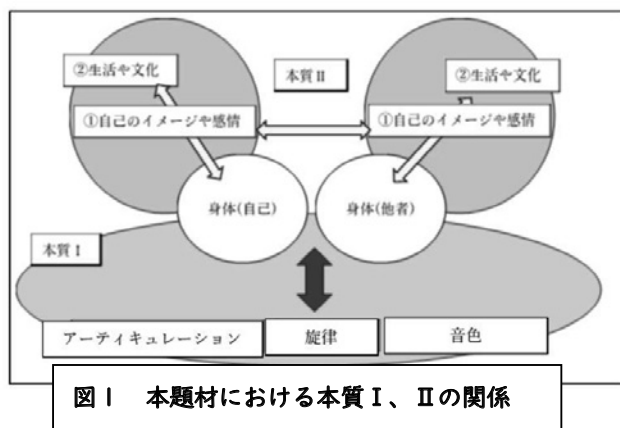 ②生活や文化
本質Ⅱ
②生活や文化
①自己のイメージや感情
①自己のイメージや感情
身体(自己)
身体(他者)
本質Ⅰ
アーティキュレーション
旋律
音色
図1 本題材における本質Ⅰ、Ⅱの関係